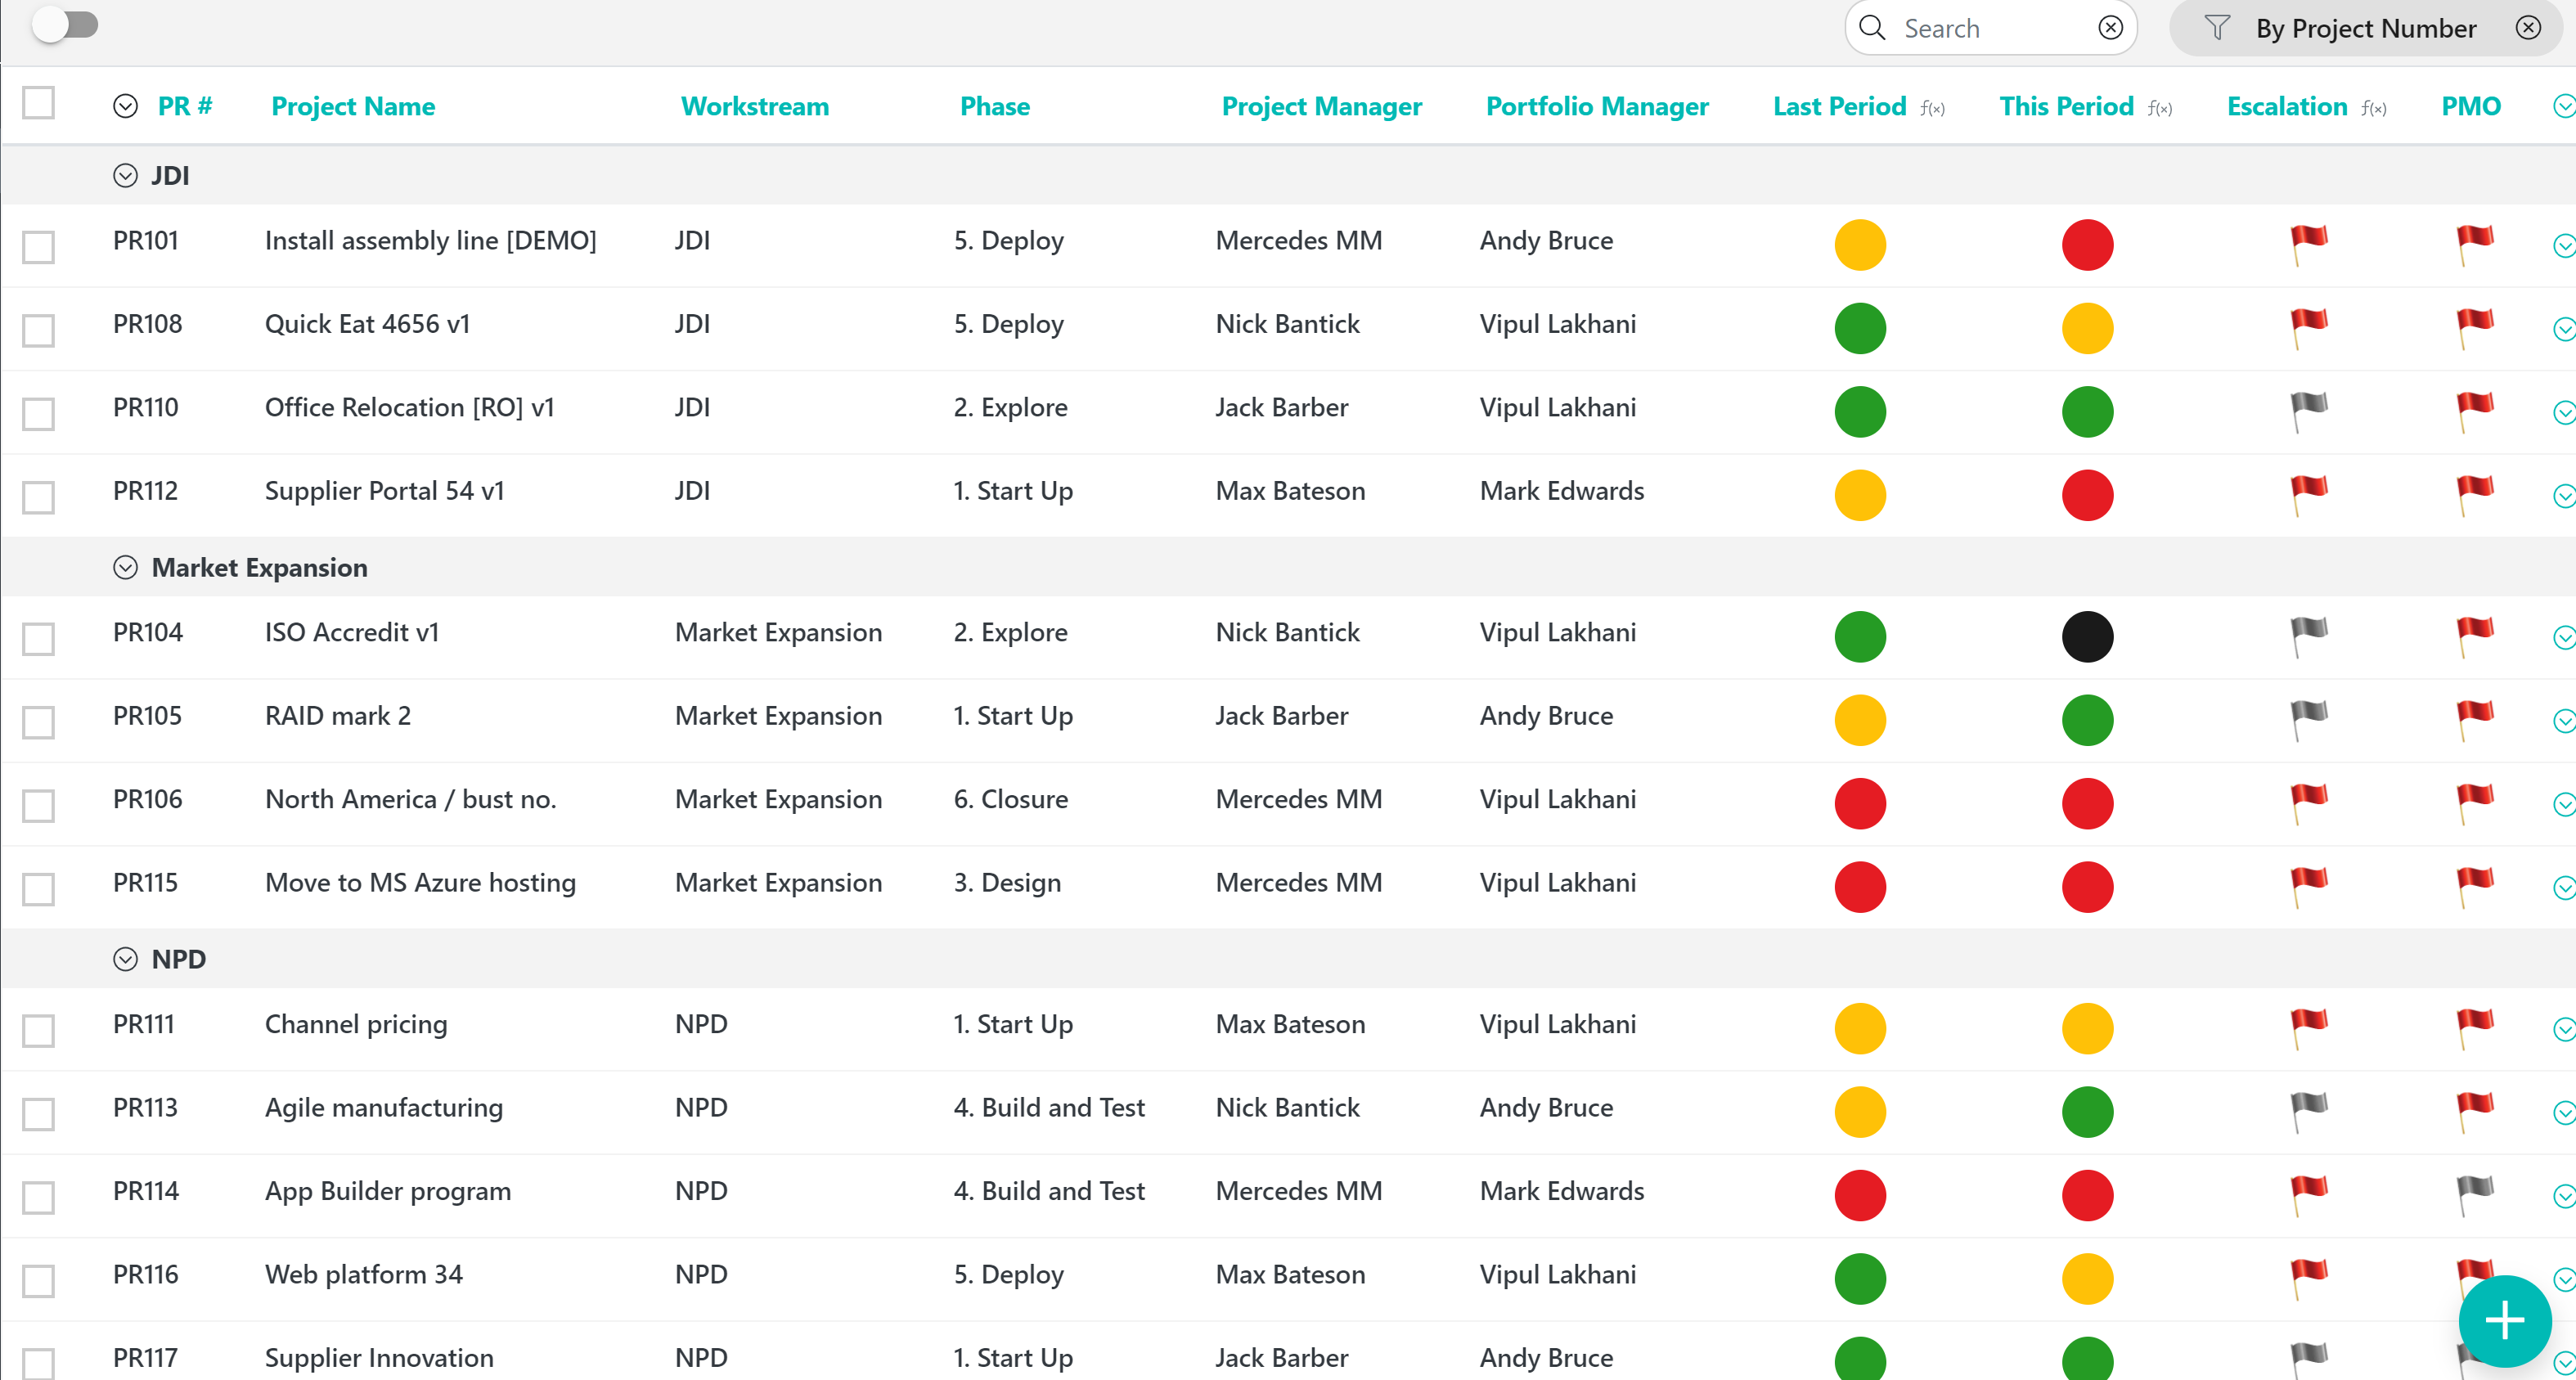 Search By Project Number
PR # Project Name Workstream Phase Project Manager Portfolio Manager Last Period f(x) This Period f(x) Escalation f(x) PMO
JDI
PR101 Install assembly line [DEMO] JDI 5. Deploy Mercedes MM Andy Bruce
PR108 Quick Eat 4656 v1 JDI 5. Deploy Nick Bantick Vipul Lakhani
PR110 Office Relocation [RO] v1 JDI 2. Explore Jack Barber Vipul Lakhani
PR112 Supplier Portal 54 v1 JDI 1. Start Up Max Bateson Mark Edwards
Market Expansion
PR104 ISO Accredit v1 Market Expansion 2. Explore Nick Bantick Vipul Lakhani
PR105 RAID mark 2 Market Expansion 1. Start Up Jack Barber Andy Bruce
PR106 North America / bust no. Market Expansion 6. Closure Mercedes MM Vipul Lakhani
PR115 Move to MS Azure hosting Market Expansion 3. Design Mercedes MM Vipul Lakhani
NPD
PR111 Channel pricing NPD 1. Start Up Max Bateson Vipul Lakhani
PR113 Agile manufacturing NPD 4. Build and Test Nick Bantick Andy Bruce
PR114 App Builder program NPD 4. Build and Test Mercedes MM Mark Edwards
PR116 Web platform 34 NPD 5. Deploy Max Bateson Vipul Lakhani
PR117 Supplier Innovation NPD 1. Start Up Jack Barber Andy Bruce